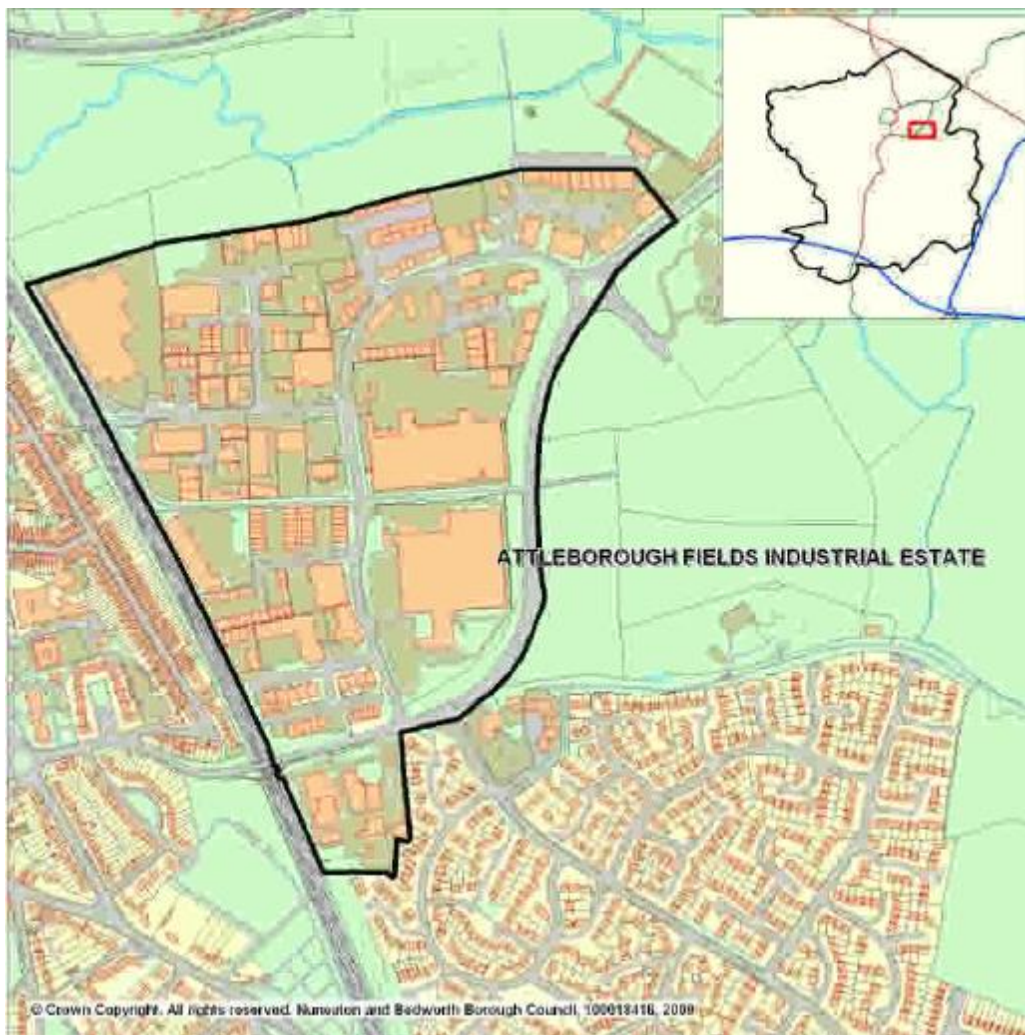 ATTLEBOROUGH FIELDS INDUSTRIAL ESTATE
© Crown Copyright. All rights reserved. Nuneaton and Bedworth Borough Council, 100018416, 2009